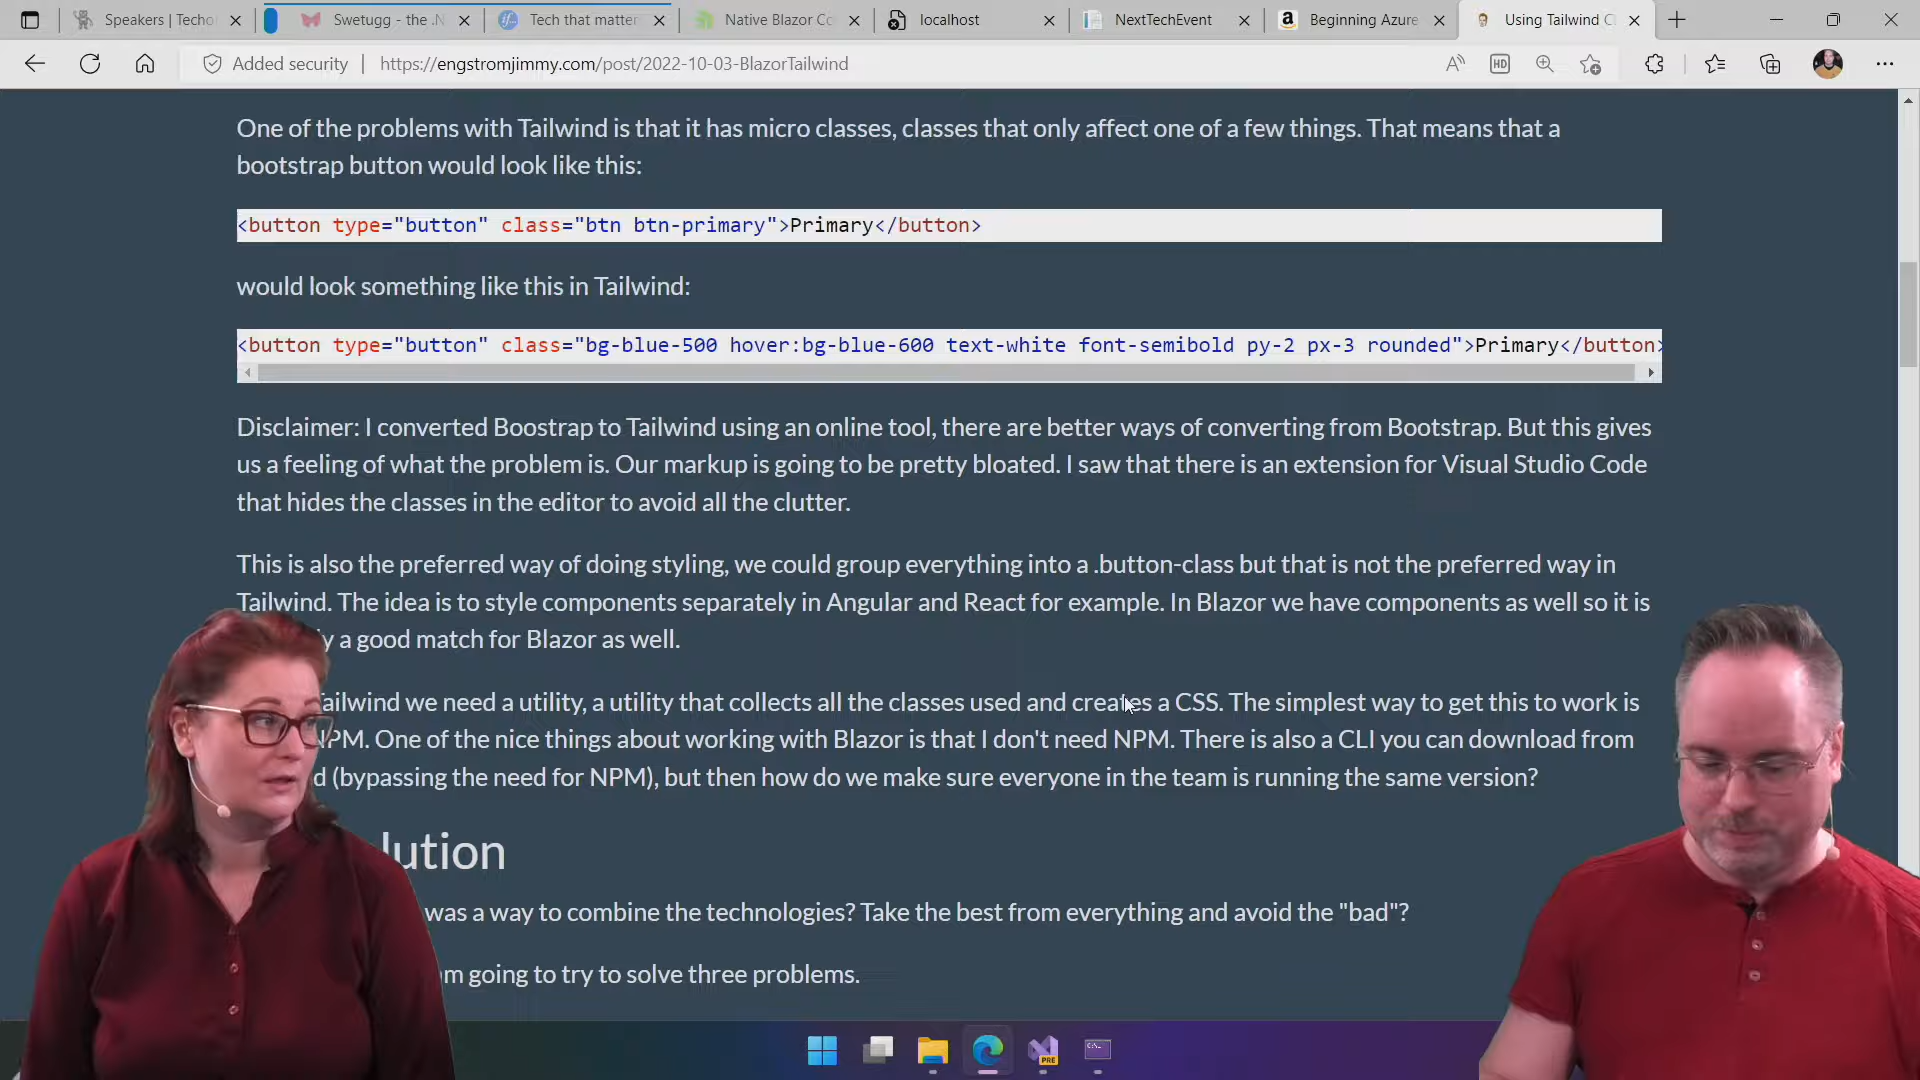 Speakers | Techo
Swetugg - the .N
Tech that matter
Native Blazor Co
localhost
NextTechEvent
Beginning Azure
Using Tailwind C
Added security
https://engstromjimmy.com/post/2022-10-03-BlazorTailwind
HD
One of the problems with Tailwind is that it has micro classes, classes that only affect one of a few things. That means that a
bootstrap button would look like this:
<button type="button" class="btn btn-primary">Primary</button>
would look something like this in Tailwind:
<button type="button" class="bg-blue-500 hover:bg-blue-600 text-white font-semibold py-2 px-3 rounded">Primary</button>
Disclaimer: I converted Boostrap to Tailwind using an online tool, there are better ways of converting from Bootstrap. But this gives
us a feeling of what the problem is. Our markup is going to be pretty bloated. I saw that there is an extension for Visual Studio Code
that hides the classes in the editor to avoid all the clutter.
This is also the preferred way of doing styling, we could group everything into a .button-class but that is not the preferred way in
Tailwind. The idea is to style components separately in Angular and React for example. In Blazor we have components as well so it is
y a good match for Blazor as well.
ailwind we need a utility, a utility that collects all the classes used and creates a CSS. The simplest way to get this to work is
NPM. One of the nice things about working with Blazor is that I don't need NPM. There is also a CLI you can download from
d (bypassing the need for NPM), but then how do we make sure everyone in the team is running the same version?
lution
was a way to combine the technologies? Take the best from everything and avoid the "bad"?
m going to try to solve three problems.
PRE